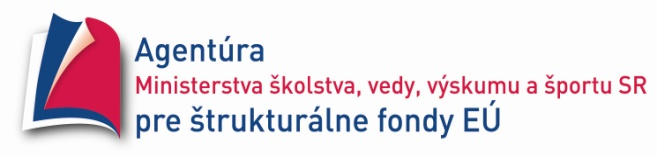 Agentúra
Ministerstva školstva, vedy, výskumu a športu SR
pre štrukturálne fondy EÚ